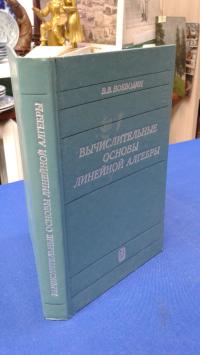 В.В. ВОЕВОДИН
ВЫЧИСЛИТЕЛЬНЫЕ
ОСНОВЫ
ЛИНЕЙНОЙ АЛГЕБРЫ
ВЫЧИСЛИТЕЛЬНЫЕ ОСНОВЫ ЛИНЕЙНОЙ АЛГЕБРЫ